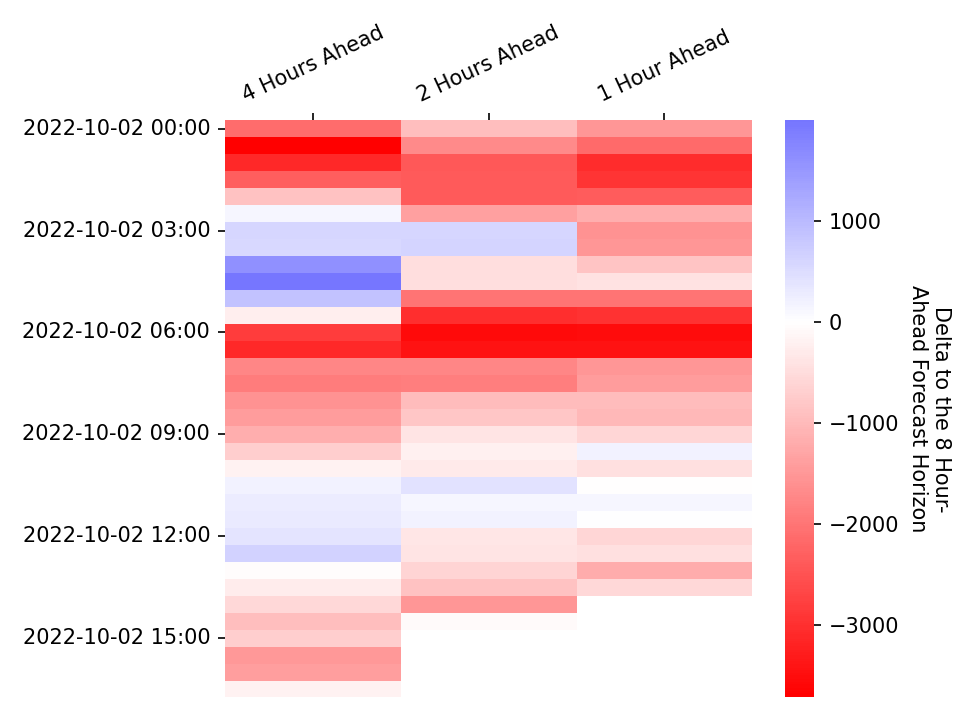 4 Hours Ahead
2 Hours Ahead
1 Hour Ahead
2022-10-02 00:00
2022-10-02 03:00
2022-10-02 06:00
2022-10-02 09:00
2022-10-02 12:00
2022-10-02 15:00
1000
0
−1000
−2000
−3000
Delta to the 8 Hour-
Ahead Forecast Horizon